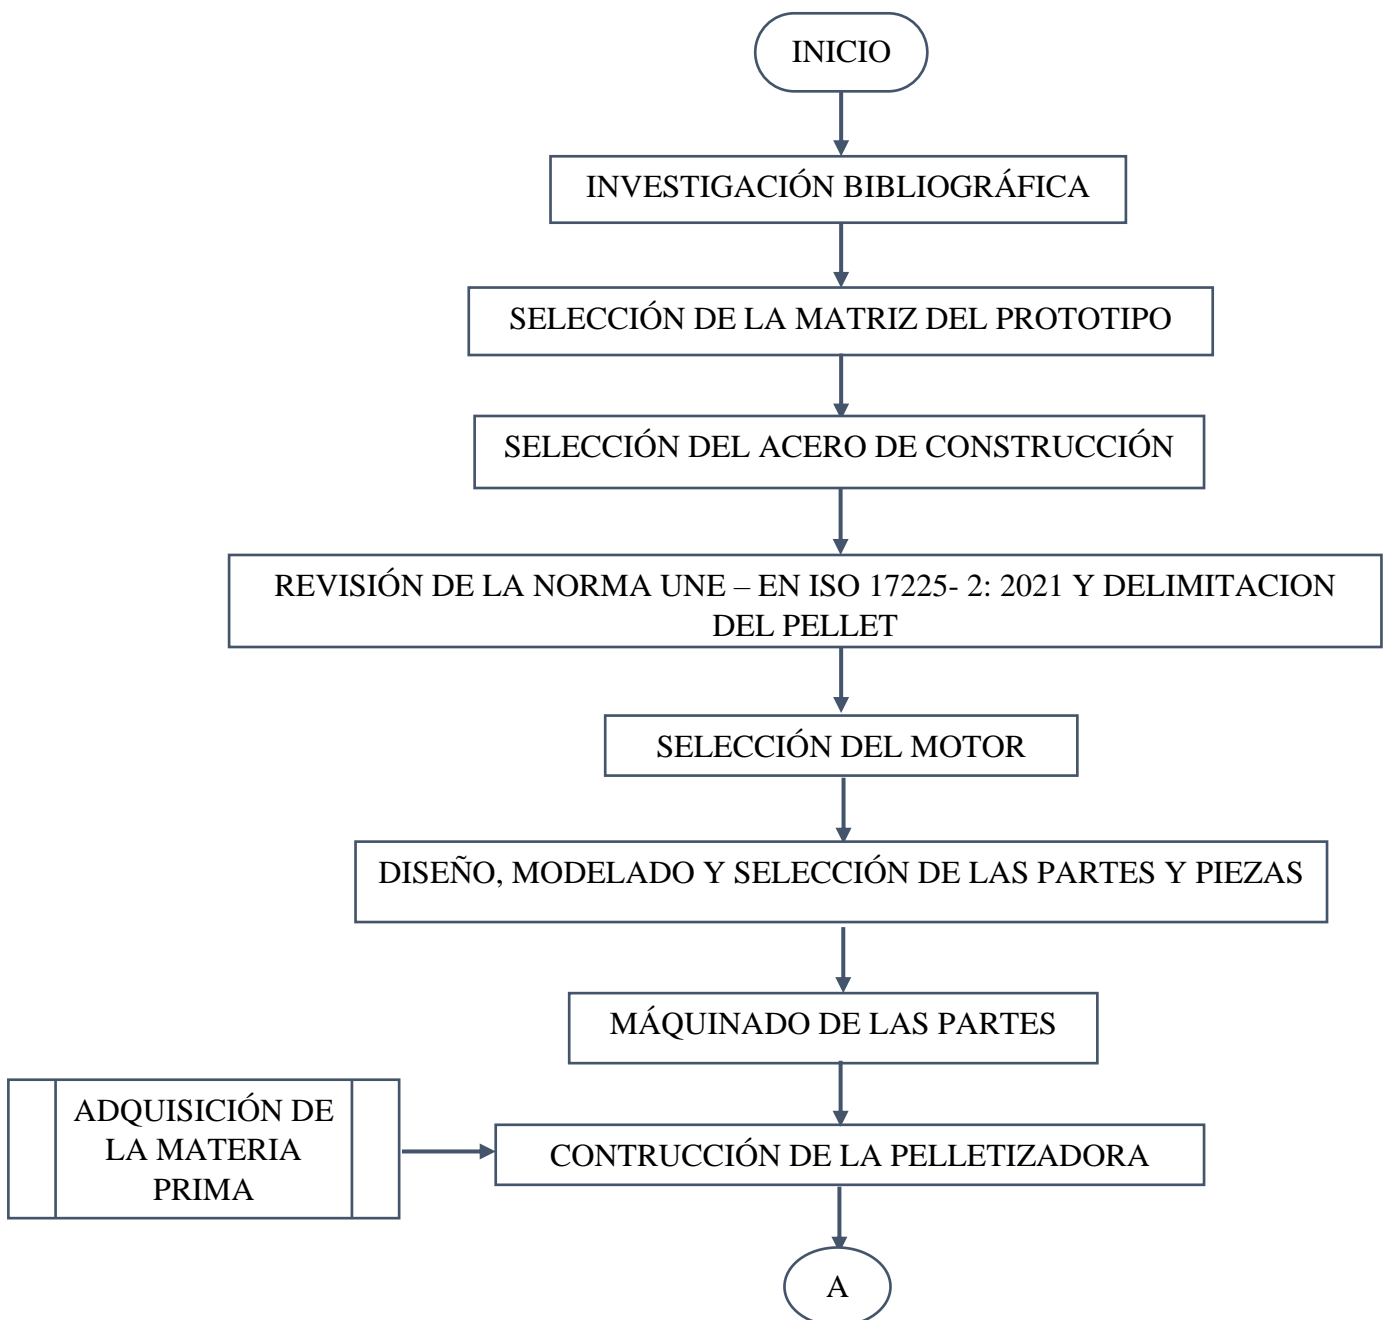 INICIO
INVESTIGACIÓN BIBLIOGRÁFICA
SELECCIÓN DE LA MATRIZ DEL PROTOTIPO
SELECCIÓN DEL ACERO DE CONSTRUCCIÓN
REVISIÓN DE LA NORMA UNE – EN ISO 17225- 2: 2021 Y DELIMITACION
DEL PELLET
SELECCIÓN DEL MOTOR
DISEÑO, MODELADO Y SELECCIÓN DE LAS PARTES Y PIEZAS
MÁQUINADO DE LAS PARTES
ADQUISICIÓN DE
LA MATERIA
PRIMA
CONTRUCCIÓN DE LA PELLETIZADORA
A